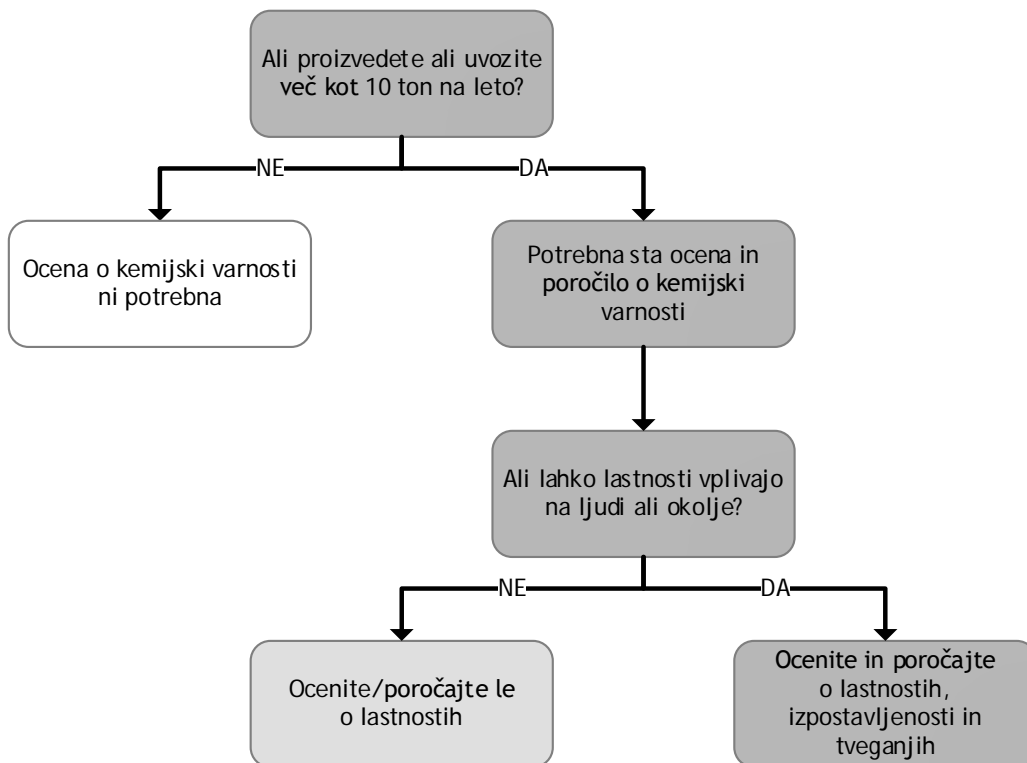 Ali proizvedete ali uvozite
več kot 10 ton na leto?
NE
DA
Ocena o kemijski varnosti
ni potrebna
Potrebna sta ocena in
poročilo o kemijski
varnosti
Ali lahko lastnosti vplivajo
na ljudi ali okolje?
NE
DA
Ocenite/poročajte le
o lastnostih
Ocenite in poročajte
o lastnostih,
izpostavljenosti in
tveganjih